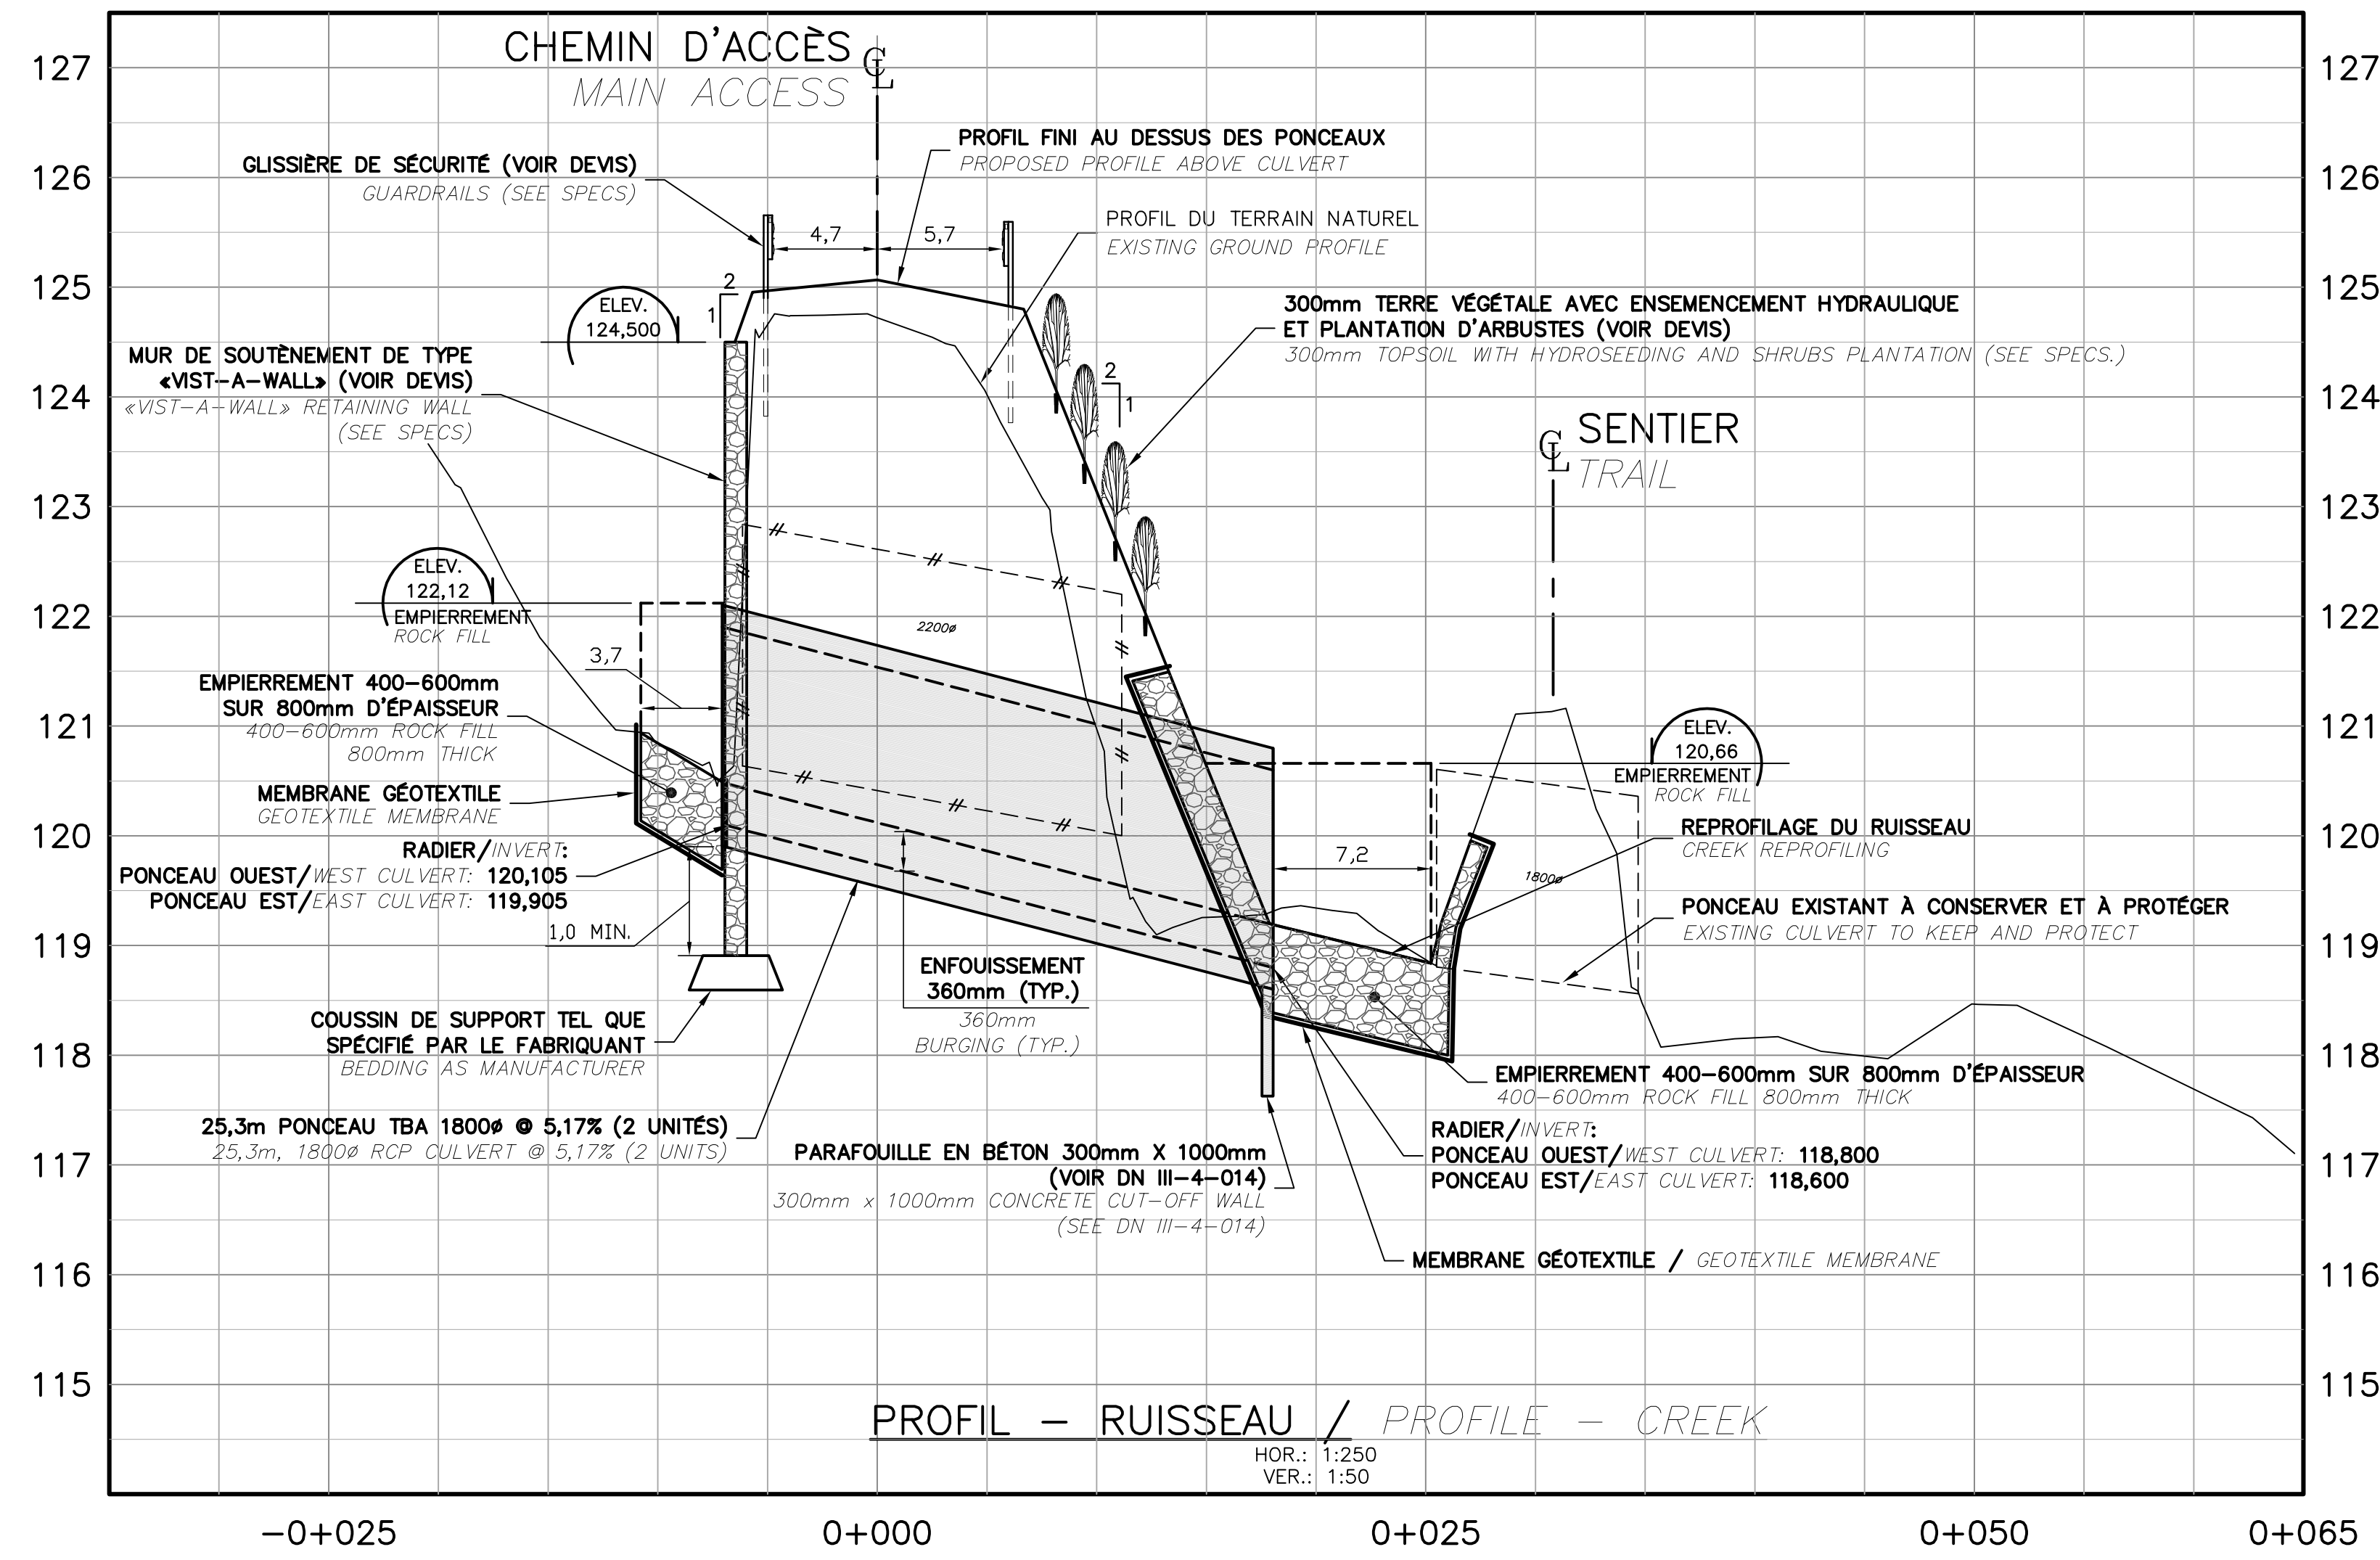 CHEMIN D'ACCÈS
MAIN ACCESS
CL
PROFIL FINI AU DESSUS DES PONCEAUX
PROPOSED PROFILE ABOVE CULVERT
GLISSIÈRE DE SÉCURITÉ (VOIR DEVIS)
GUARDRAILS (SEE SPECS)
4,7
5,7
PROFIL DU TERRAIN NATUREL
EXISTING GROUND PROFILE
2
1
ELEV.
124,500
300mm TERRE VÉGÉTALE AVEC ENSEMENCEMENT HYDRAULIQUE
ET PLANTATION D'ARBUSTES (VOIR DEVIS)
300mm TOPSOIL WITH HYDROSEEDING AND SHRUBS PLANTATION (SEE SPECS.)
MUR DE SOUTÈNEMENT DE TYPE
«VIST-A-WALL» (VOIR DEVIS)
«VIST-A-WALL» RETAINING WALL
(SEE SPECS)
2
1
CL
SENTIER
TRAIL
ELEV.
122,12
EMPIERREMENT
ROCK FILL
2200ø
3,7
EMPIERREMENT 400-600mm
SUR 800mm D'ÉPAISSEUR
400-600mm ROCK FILL
800mm THICK
ELEV.
120,66
EMPIERREMENT
ROCK FILL
MEMBRANE GÉOTEXTILE
GEOTEXTILE MEMBRANE
RADIER/INVERT:
PONCEAU OUEST/WEST CULVERT: 120,105
PONCEAU EST/EAST CULVERT: 119,905
1,0 MIN.
7,2
1800ø
REPROFILAGE DU RUISSEAU
CREEK REPROFILING
PONCEAU EXISTANT À CONSERVER ET À PROTÉGER
EXISTING CULVERT TO KEEP AND PROTECT
ENFOUISSEMENT
360mm (TYP.)
360mm
BURGING (TYP.)
COUSSIN DE SUPPORT TEL QUE
SPÉCIFIÉ PAR LE FABRIQUANT
BEDDING AS MANUFACTURER
EMPIERREMENT 400-600mm SUR 800mm D'ÉPAISSEUR
400-600mm ROCK FILL 800mm THICK
25,3m PONCEAU TBA 1800ø @ 5,17% (2 UNITÉS)
25,3m, 1800ø RCP CULVERT @ 5,17% (2 UNITS)
PARAFOUILLE EN BÉTON 300mm X 1000mm
(VOIR DN III-4-014)
300mm x 1000mm CONCRETE CUT-OFF WALL
(SEE DN III-4-014)
RADIER/INVERT:
PONCEAU OUEST/WEST CULVERT: 118,800
PONCEAU EST/EAST CULVERT: 118,600
MEMBRANE GÉOTEXTILE / GEOTEXTILE MEMBRANE
127
126
125
124
123
122
121
120
119
118
117
116
115
127
126
125
124
123
122
121
120
119
118
117
116
115
PROFIL - RUISSEAU / PROFILE - CREEK
HOR.: 1:250
VER.: 1:50
-0+025 0+000 0+025 0+050 0+065